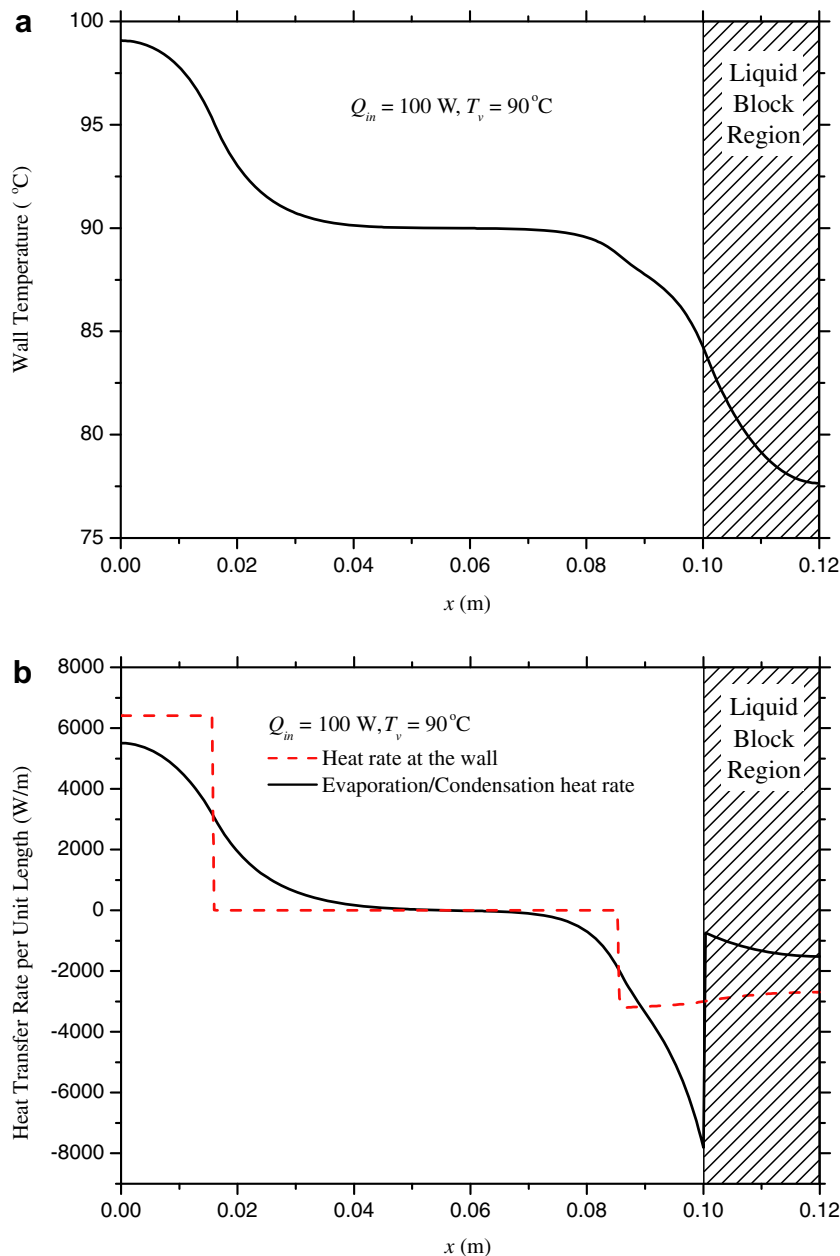 a
100
95
90
85
80
75
Wall Temperature ( °C)
Q_in = 100 W, T_v = 90 °C
Liquid
Block
Region
0.00 0.02 0.04 0.06 0.08 0.10 0.12
x (m)
b
8000
6000
4000
2000
0
-2000
-4000
-6000
-8000
Heat Transfer Rate per Unit Length (W/m)
Q_in = 100 W, T_v = 90 °C
Heat rate at the wall
Evaporation/Condensation heat rate
Liquid
Block
Region
0.00 0.02 0.04 0.06 0.08 0.10 0.12
x (m)